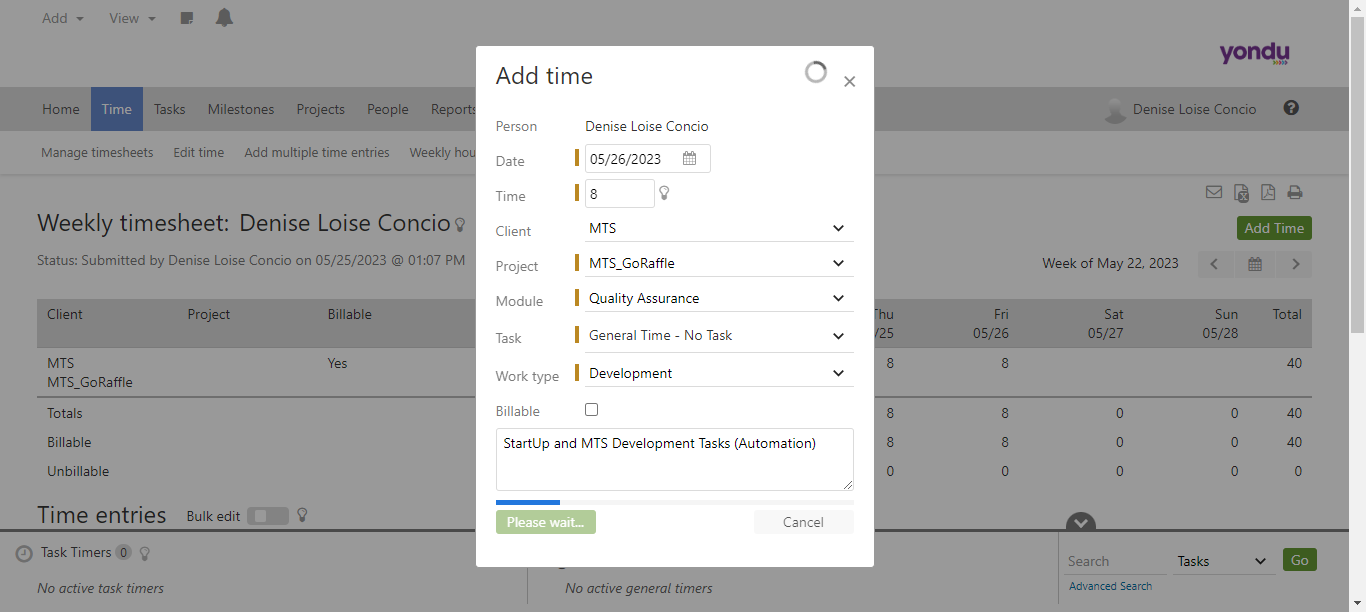 Add View
yondu
Add time
Home Time Tasks Milestones Projects People Reports
Denise Loise Concio
Manage timesheets Edit time Add multiple time entries Weekly hou
Person Denise Loise Concio
Date 05/26/2023
Time 8
Client MTS
Project MTS_GoRaffle
Module Quality Assurance
Task General Time - No Task
Work type Development
Billable
StartUp and MTS Development Tasks (Automation)
Please wait... Cancel
Weekly timesheet: Denise Loise Concio
Add Time
Status: Submitted by Denise Loise Concio on 05/25/2023 @ 01:07 PM
Week of May 22, 2023
Client Project Billable Thu Fri Sat Sun Total
/25 05/26 05/27 05/28
MTS Yes 8 8 40
MTS_GoRaffle
Totals 8 8 0 0 40
Billable 8 8 0 0 40
Unbillable 0 0 0 0 0
Time entries Bulk edit
Task Timers 0
No active task timers
No active general timers
Search Tasks Go
Advanced Search